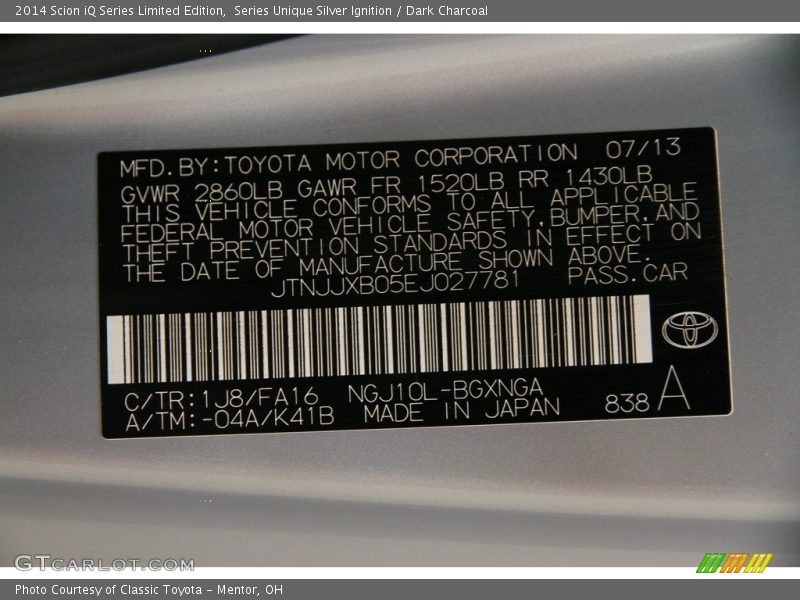 2014 Scion iQ Series Limited Edition,  Series Unique Silver Ignition / Dark Charcoal
MFD.BY:TOYOTA MOTOR CORPORATION 07/13
GVWR 2860LB GAWR FR 1520LB RR 1430LB
THIS VEHICLE CONFORMS TO ALL APPLICABLE
FEDERAL MOTOR VEHICLE SAFETY,BUMPER,AND
THEFT PREVENTION STANDARDS IN EFFECT ON
THE DATE OF MANUFACTURE SHOWN ABOVE.
JTNJJXB05EJ027781 PASS.CAR
C/TR:1J8/FA16 NGJ10L-BGXNGA
A/TM:-04A/K41B MADE IN JAPAN 838 A
GTCARLOT.COM
Photo Courtesy of Classic Toyota - Mentor, OH